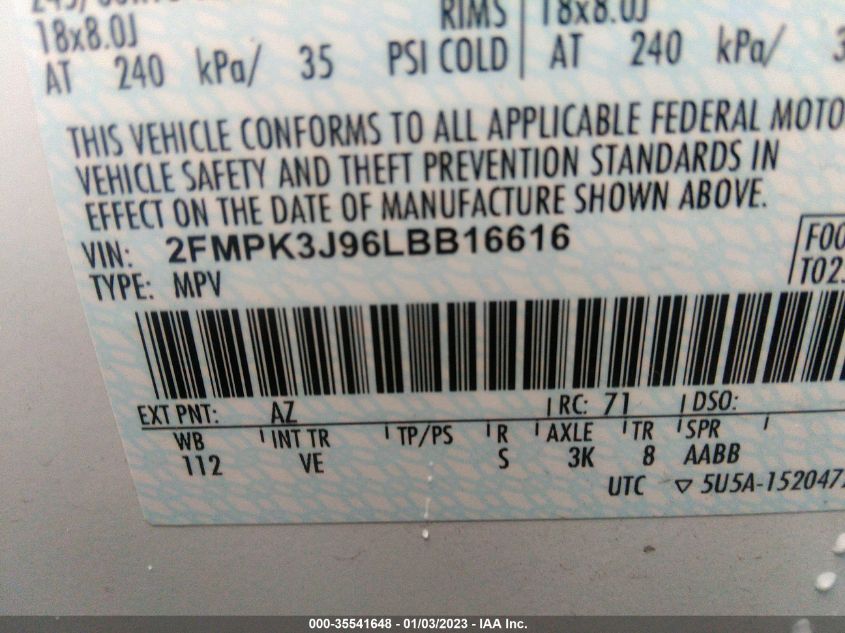 RIMS 18x8.0J
18x8.0J
AT 240 kPa/ 35 PSI COLD AT 240 kPa/
THIS VEHICLE CONFORMS TO ALL APPLICABLE FEDERAL MOTO
VEHICLE SAFETY AND THEFT PREVENTION STANDARDS IN
EFFECT ON THE DATE OF MANUFACTURE SHOWN ABOVE.
VIN: 2FMPK3J96LBB16616
F00
TYPE: MPV
T023
EXT PNT: AZ RC: 71 DSO:
WB INT TR TP/PS R AXLE TR SPR
112 VE S 3K 8 AABB
UTC ▽ 5U5A-152047
000-35541648 — 01/03/2023 — IAA Inc.